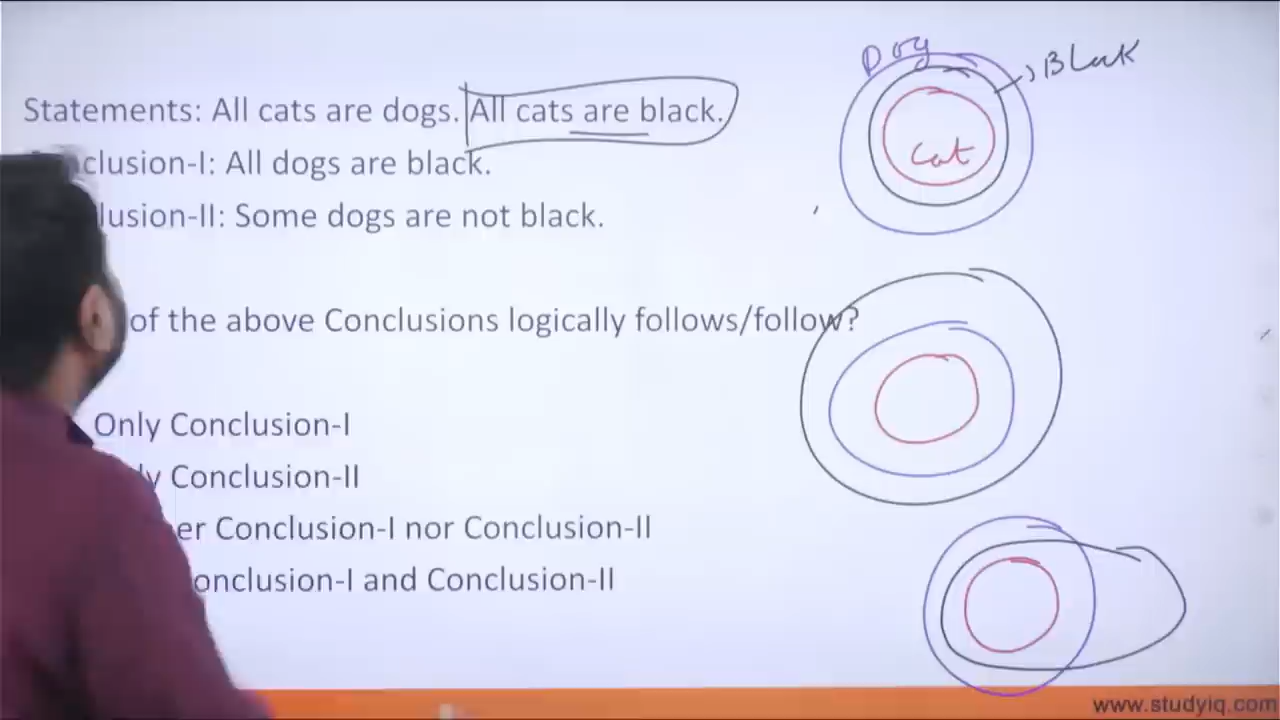 Dog
Black
Statements: All cats are dogs. All cats are black.
clusion-I: All dogs are black.
lusion-II: Some dogs are not black.
Cat
of the above Conclusions logically follows/follow?
Only Conclusion-I
y Conclusion-II
er Conclusion-I nor Conclusion-II
onclusion-I and Conclusion-II
www.studyiq.com